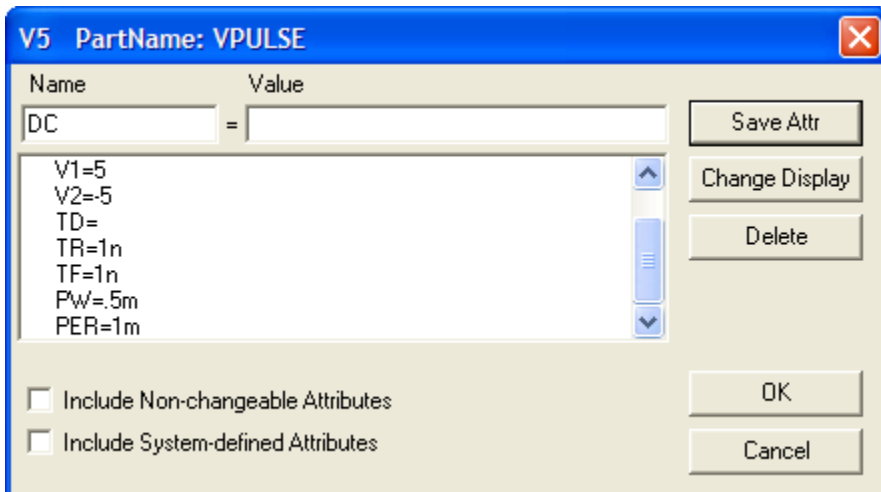 V5 PartName: VPULSE
Name Value
DC =
Save Attr
V1=5
V2=-5
TD=
TR=1n
TF=1n
PW=.5m
PER=1m
Change Display
Delete
Include Non-changeable Attributes
Include System-defined Attributes
OK
Cancel